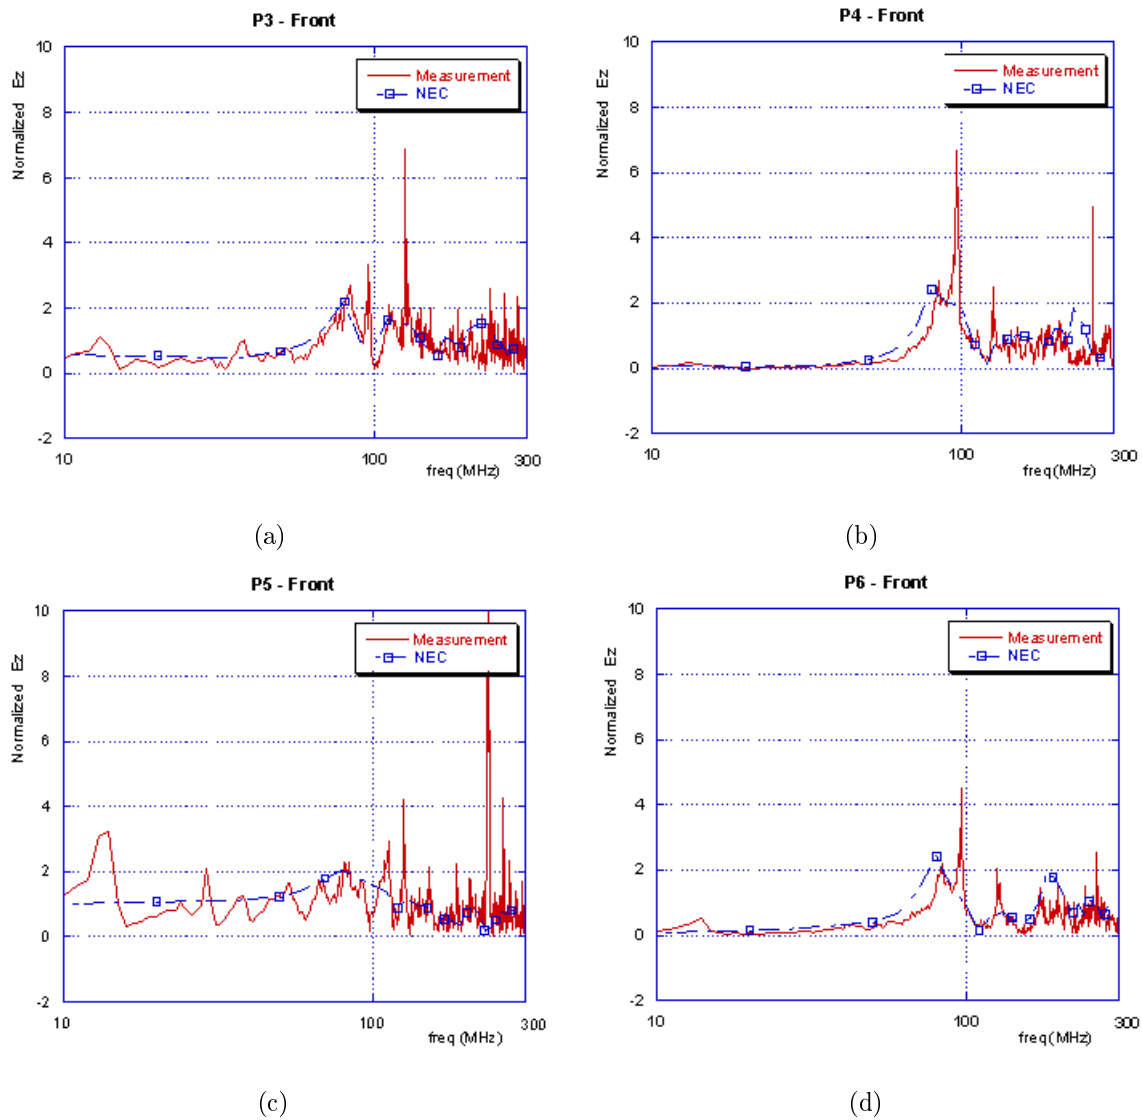 P3 - Front
Normalized Ez
10
8
6
4
2
0
-2
Measurement
NEC
10
100
300
freq(MHz)
(a)
P4 - Front
Normalized Ez
10
8
6
4
2
0
-2
Measurement
NEC
10
100
300
freq(MHz)
(b)
P5 - Front
Normalized Ez
10
8
6
4
2
0
-2
Measurement
NEC
10
100
300
freq(MHz)
(c)
P6 - Front
Normalized Ez
10
8
6
4
2
0
-2
Measurement
NEC
10
100
300
freq(MHz)
(d)